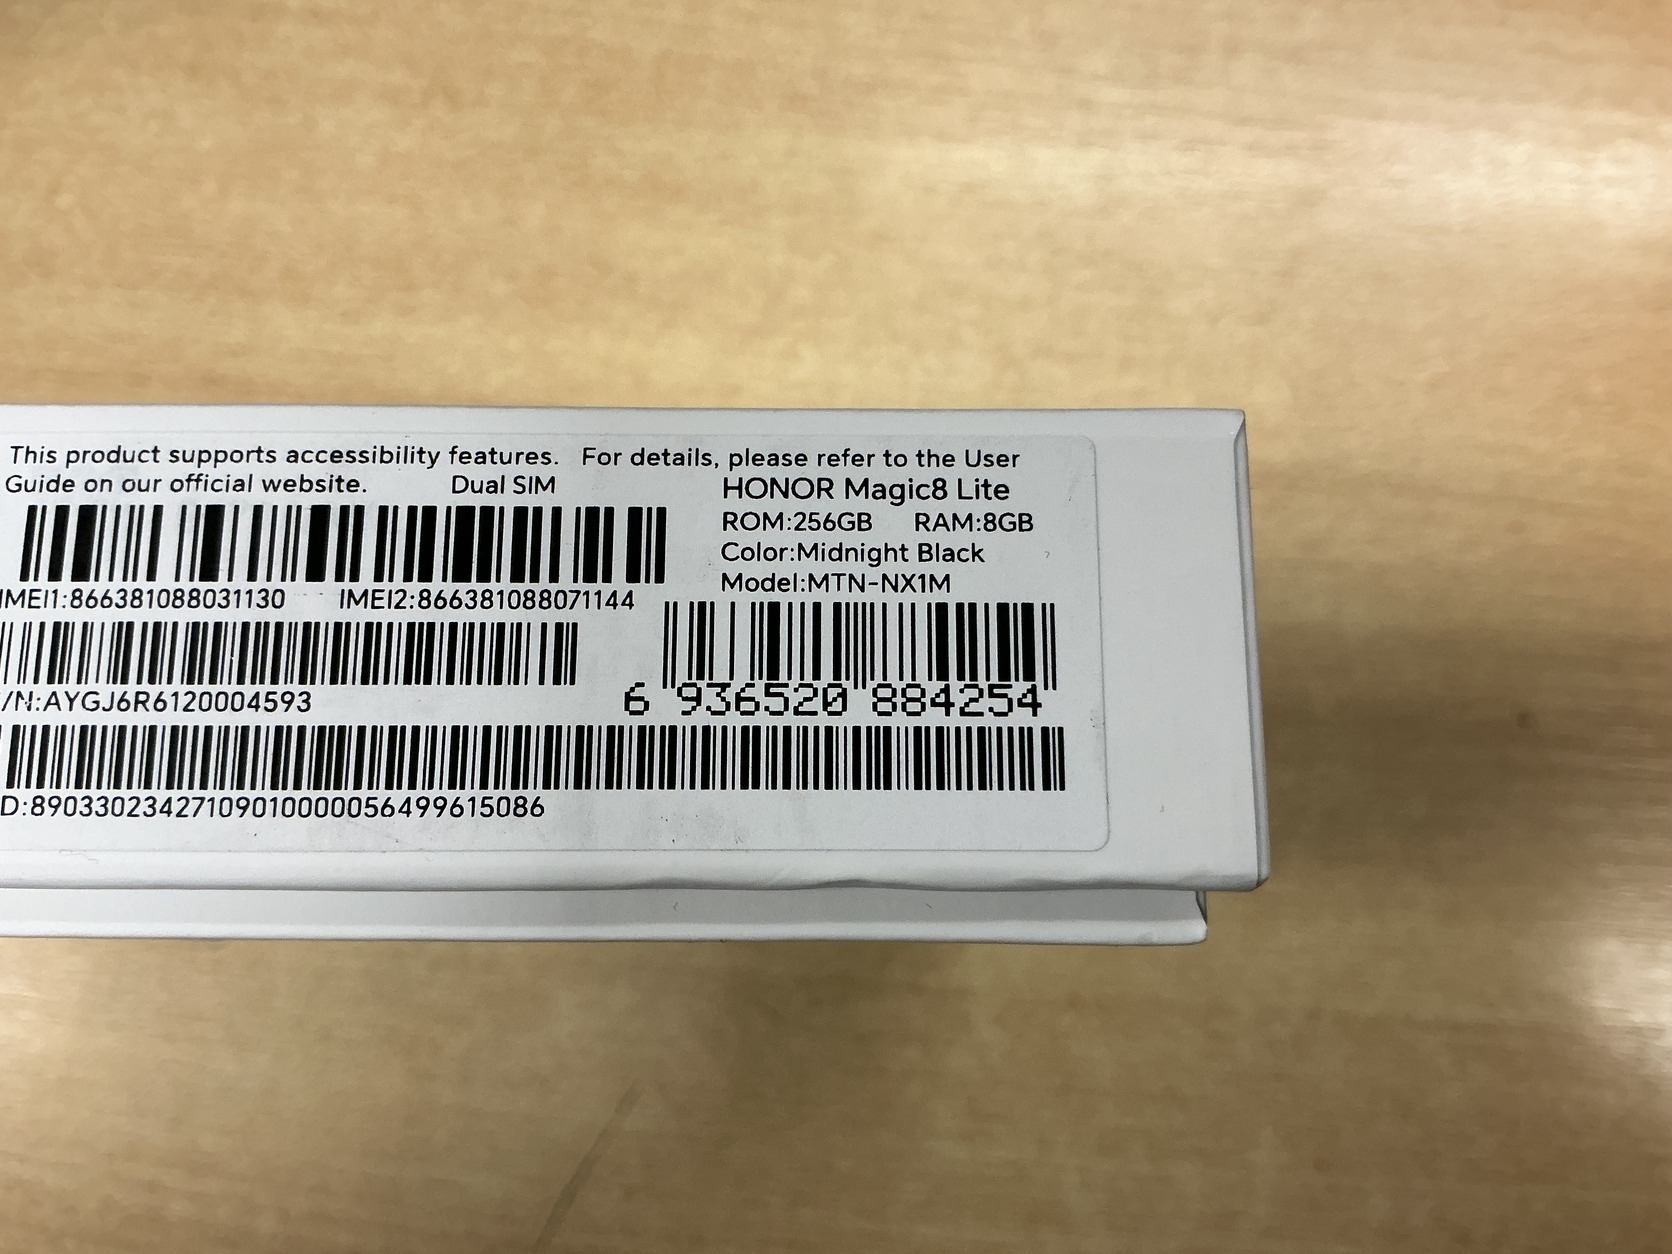 This product supports accessibility features. For details, please refer to the User
Guide on our official website. Dual SIM
HONOR Magic8 Lite
ROM:256GB RAM:8GB
Color:Midnight Black
Model:MTN-NX1M
IMEI1:866381088031130 IMEI2:866381088071144
/N:AYGJ6R6120004593
6 936520 884254
D:89033023427109010000056499615086